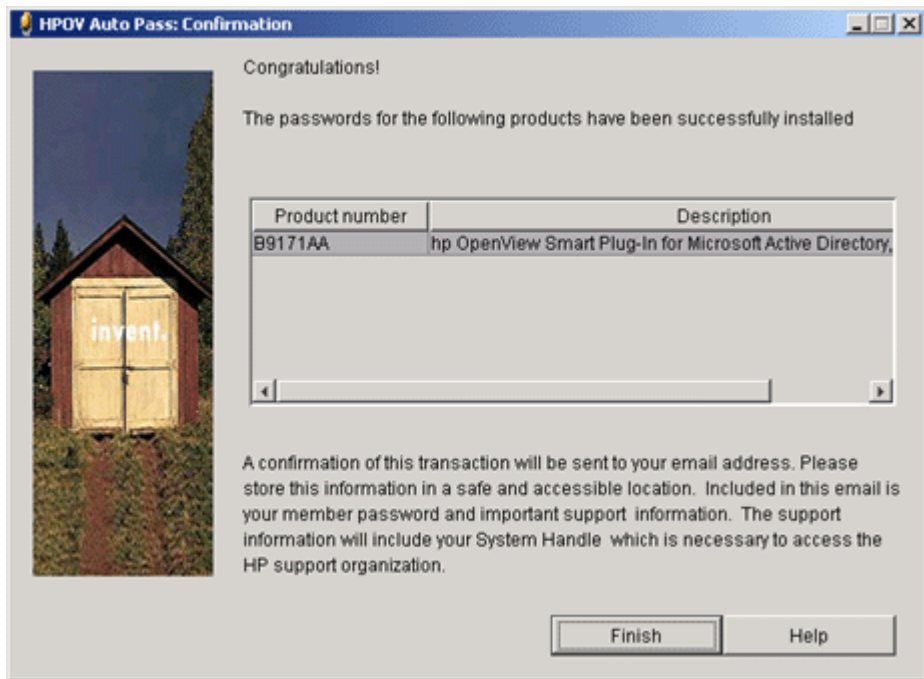 HPOV Auto Pass: Confirmation
Congratulations!
The passwords for the following products have been successfully installed
Product number Description
B9171AA hp OpenView Smart Plug-In for Microsoft Active Directory,
invent.
A confirmation of this transaction will be sent to your email address. Please
store this information in a safe and accessible location. Included in this email is
your member password and important support information. The support
information will include your System Handle which is necessary to access the
HP support organization.
Finish Help